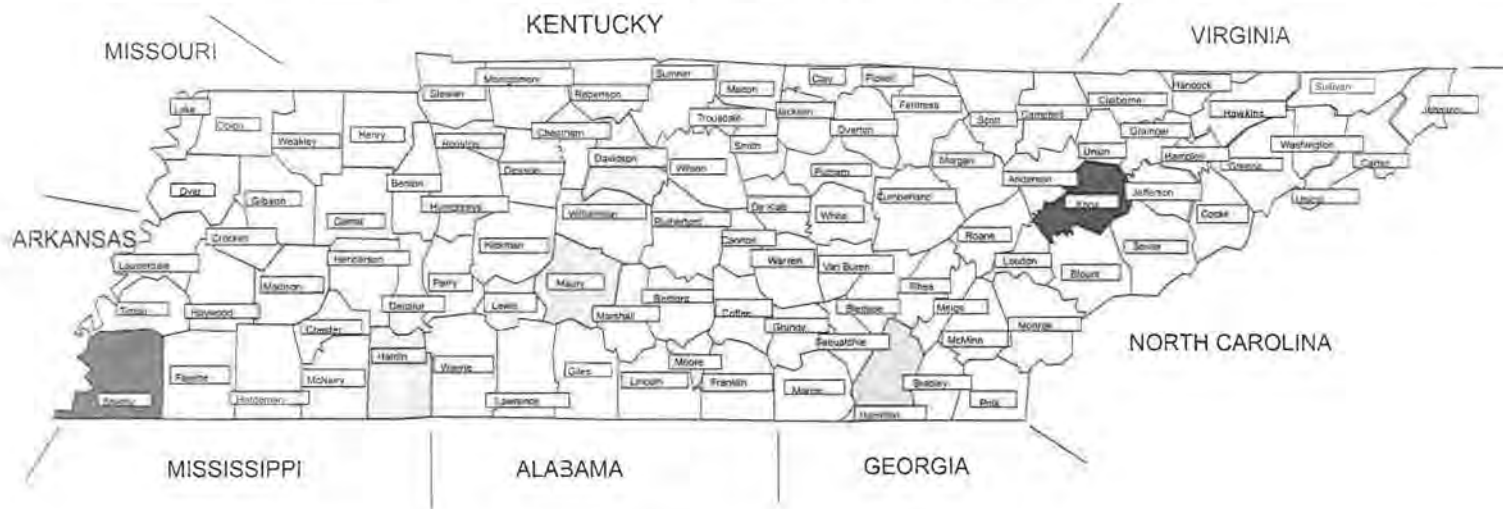 KENTUCKY
MISSOURI
VIRGINIA
Sumner
Montgomery
Clay
Macon
Hancock
Sullivan
Stewart
Robertson
Claiborne
Lake
Jackson
Fentress
Hawkins
Trousdale
Scott
Campbell
Weakley
Henry
Cheatham
Overton
Grainger
Houston
Smith
Washington
Union
Davidson
Wilson
Morgan
Hamblen
Greene
Carter
Dickson
Putnam
Anderson
Benton
Dyer
Jefferson
Gibson
Humphreys
Cumberland
Knox
Unicoi
Carroll
Williamson
Rutherford
De Kalb
White
Cocke
ARKANSAS
Crockett
Cannon
Roane
Hickman
Sevier
Henderson
Warren
Van Buren
Loudon
Lauderdale
Blount
Perry
Maury
Madison
Rhea
Bedford
Decatur
Lewis
Bledsoe
Meigs
Tipton
Haywood
Marshall
Coffee
Grundy
Monroe
Chester
Sequatchie
McMinn
NORTH CAROLINA
Hardin
Moore
Wayne
Giles
Fayette
McNairy
Lincoln
Franklin
Marion
Bradley
Shelby
Hardeman
Lawrence
Polk
Hamilton
MISSISSIPPI
ALABAMA
GEORGIA